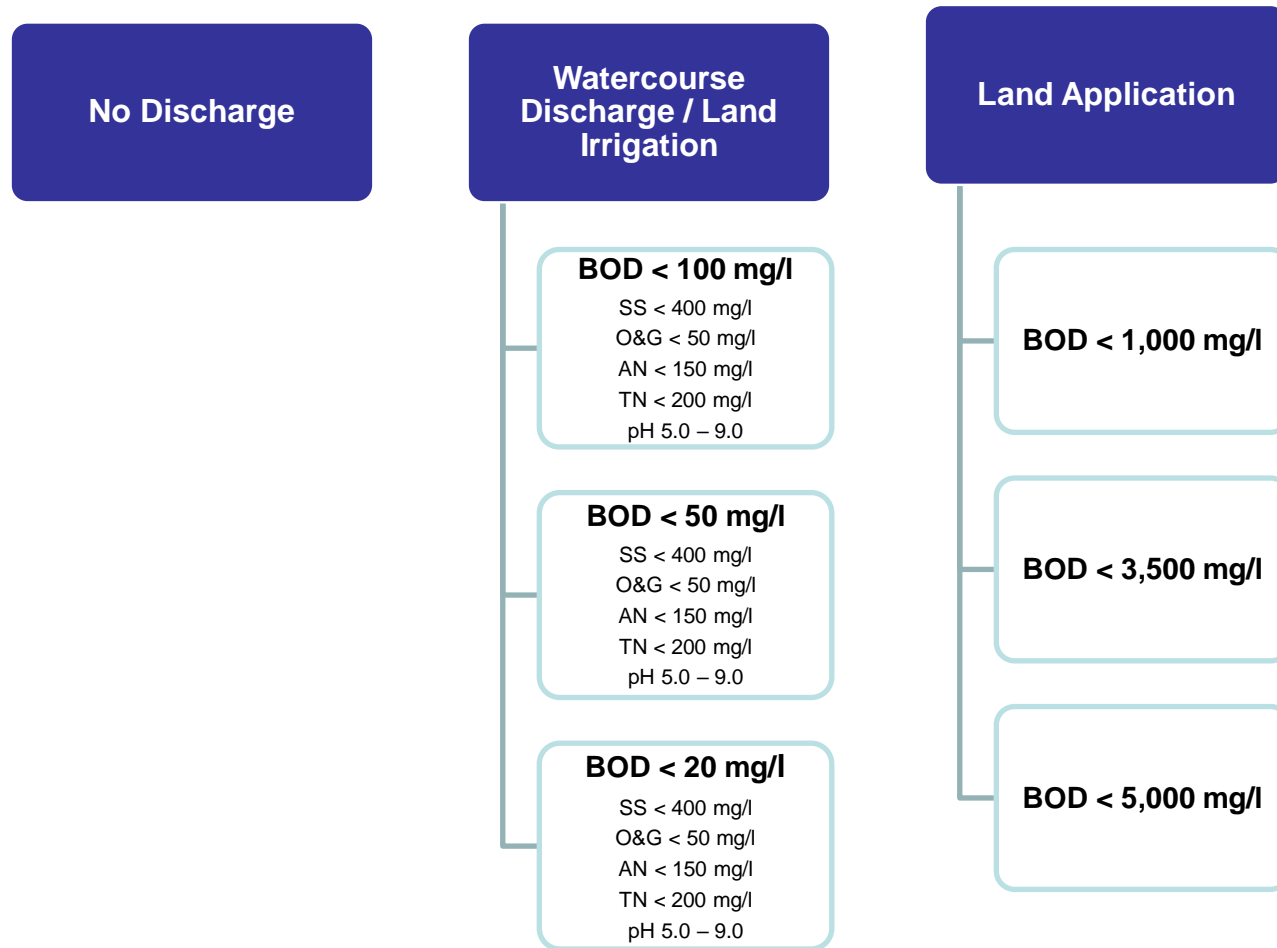 No Discharge
Watercourse
Discharge / Land
Irrigation
BOD < 100 mg/l
SS < 400 mg/l
O&G < 50 mg/l
AN < 150 mg/l
TN < 200 mg/l
pH 5.0 – 9.0
BOD < 50 mg/l
SS < 400 mg/l
O&G < 50 mg/l
AN < 150 mg/l
TN < 200 mg/l
pH 5.0 – 9.0
BOD < 20 mg/l
SS < 400 mg/l
O&G < 50 mg/l
AN < 150 mg/l
TN < 200 mg/l
pH 5.0 – 9.0
Land Application
BOD < 1,000 mg/l
BOD < 3,500 mg/l
BOD < 5,000 mg/l